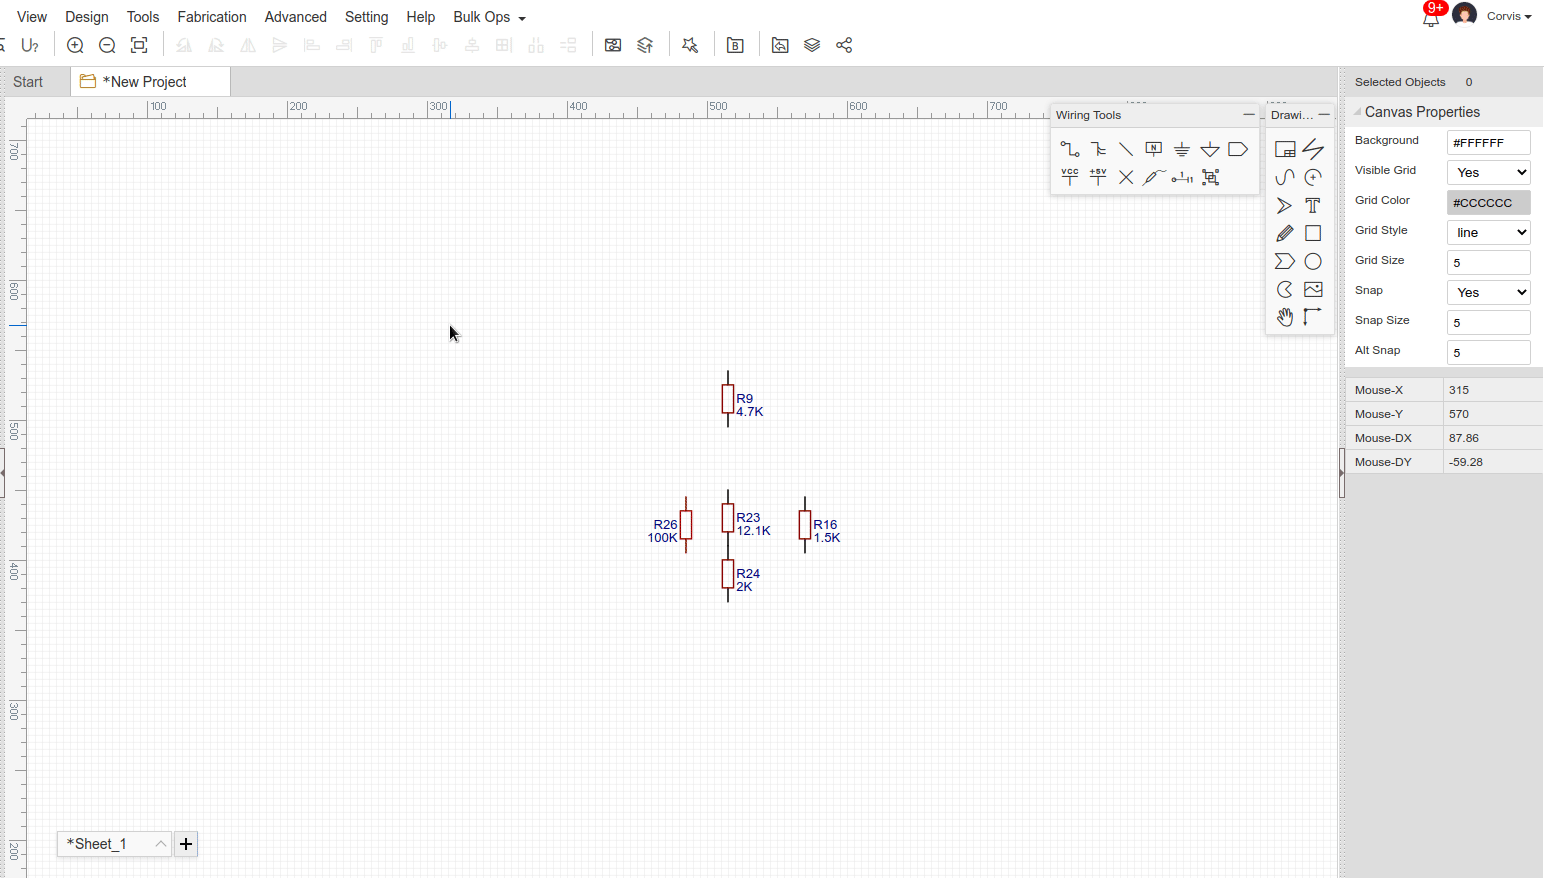 View Design Tools Fabrication Advanced Setting Help Bulk Ops
9+ Corvis
Start *New Project
Selected Objects 0
100 200 300 400 500 600 700
Wiring Tools
Drawi...
N
VCC +5V
T
Canvas Properties
Background #FFFFFF
Visible Grid Yes
Grid Color #CCCCCC
Grid Style line
Grid Size 5
Snap Yes
Snap Size 5
Alt Snap 5
Mouse-X 315
Mouse-Y 570
Mouse-DX 87.86
Mouse-DY -59.28
700
600
500
400
300
200
R9
4.7K
R26
100K
R23
12.1K
R16
1.5K
R24
2K
*Sheet_1